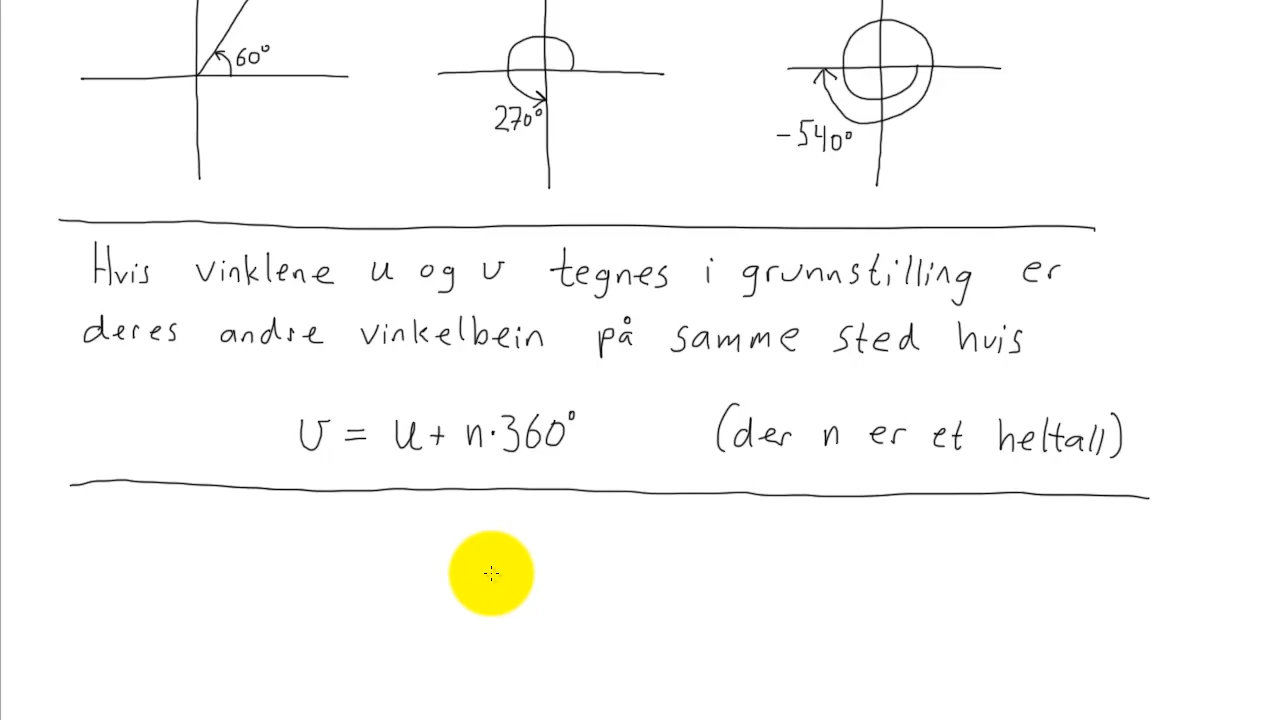 60°
270°
-540°
Hvis vinklene u og v tegnes i grunnstilling er
deres andre vinkelbein på samme sted hvis
v = u + n·360° (der n er et heltall)